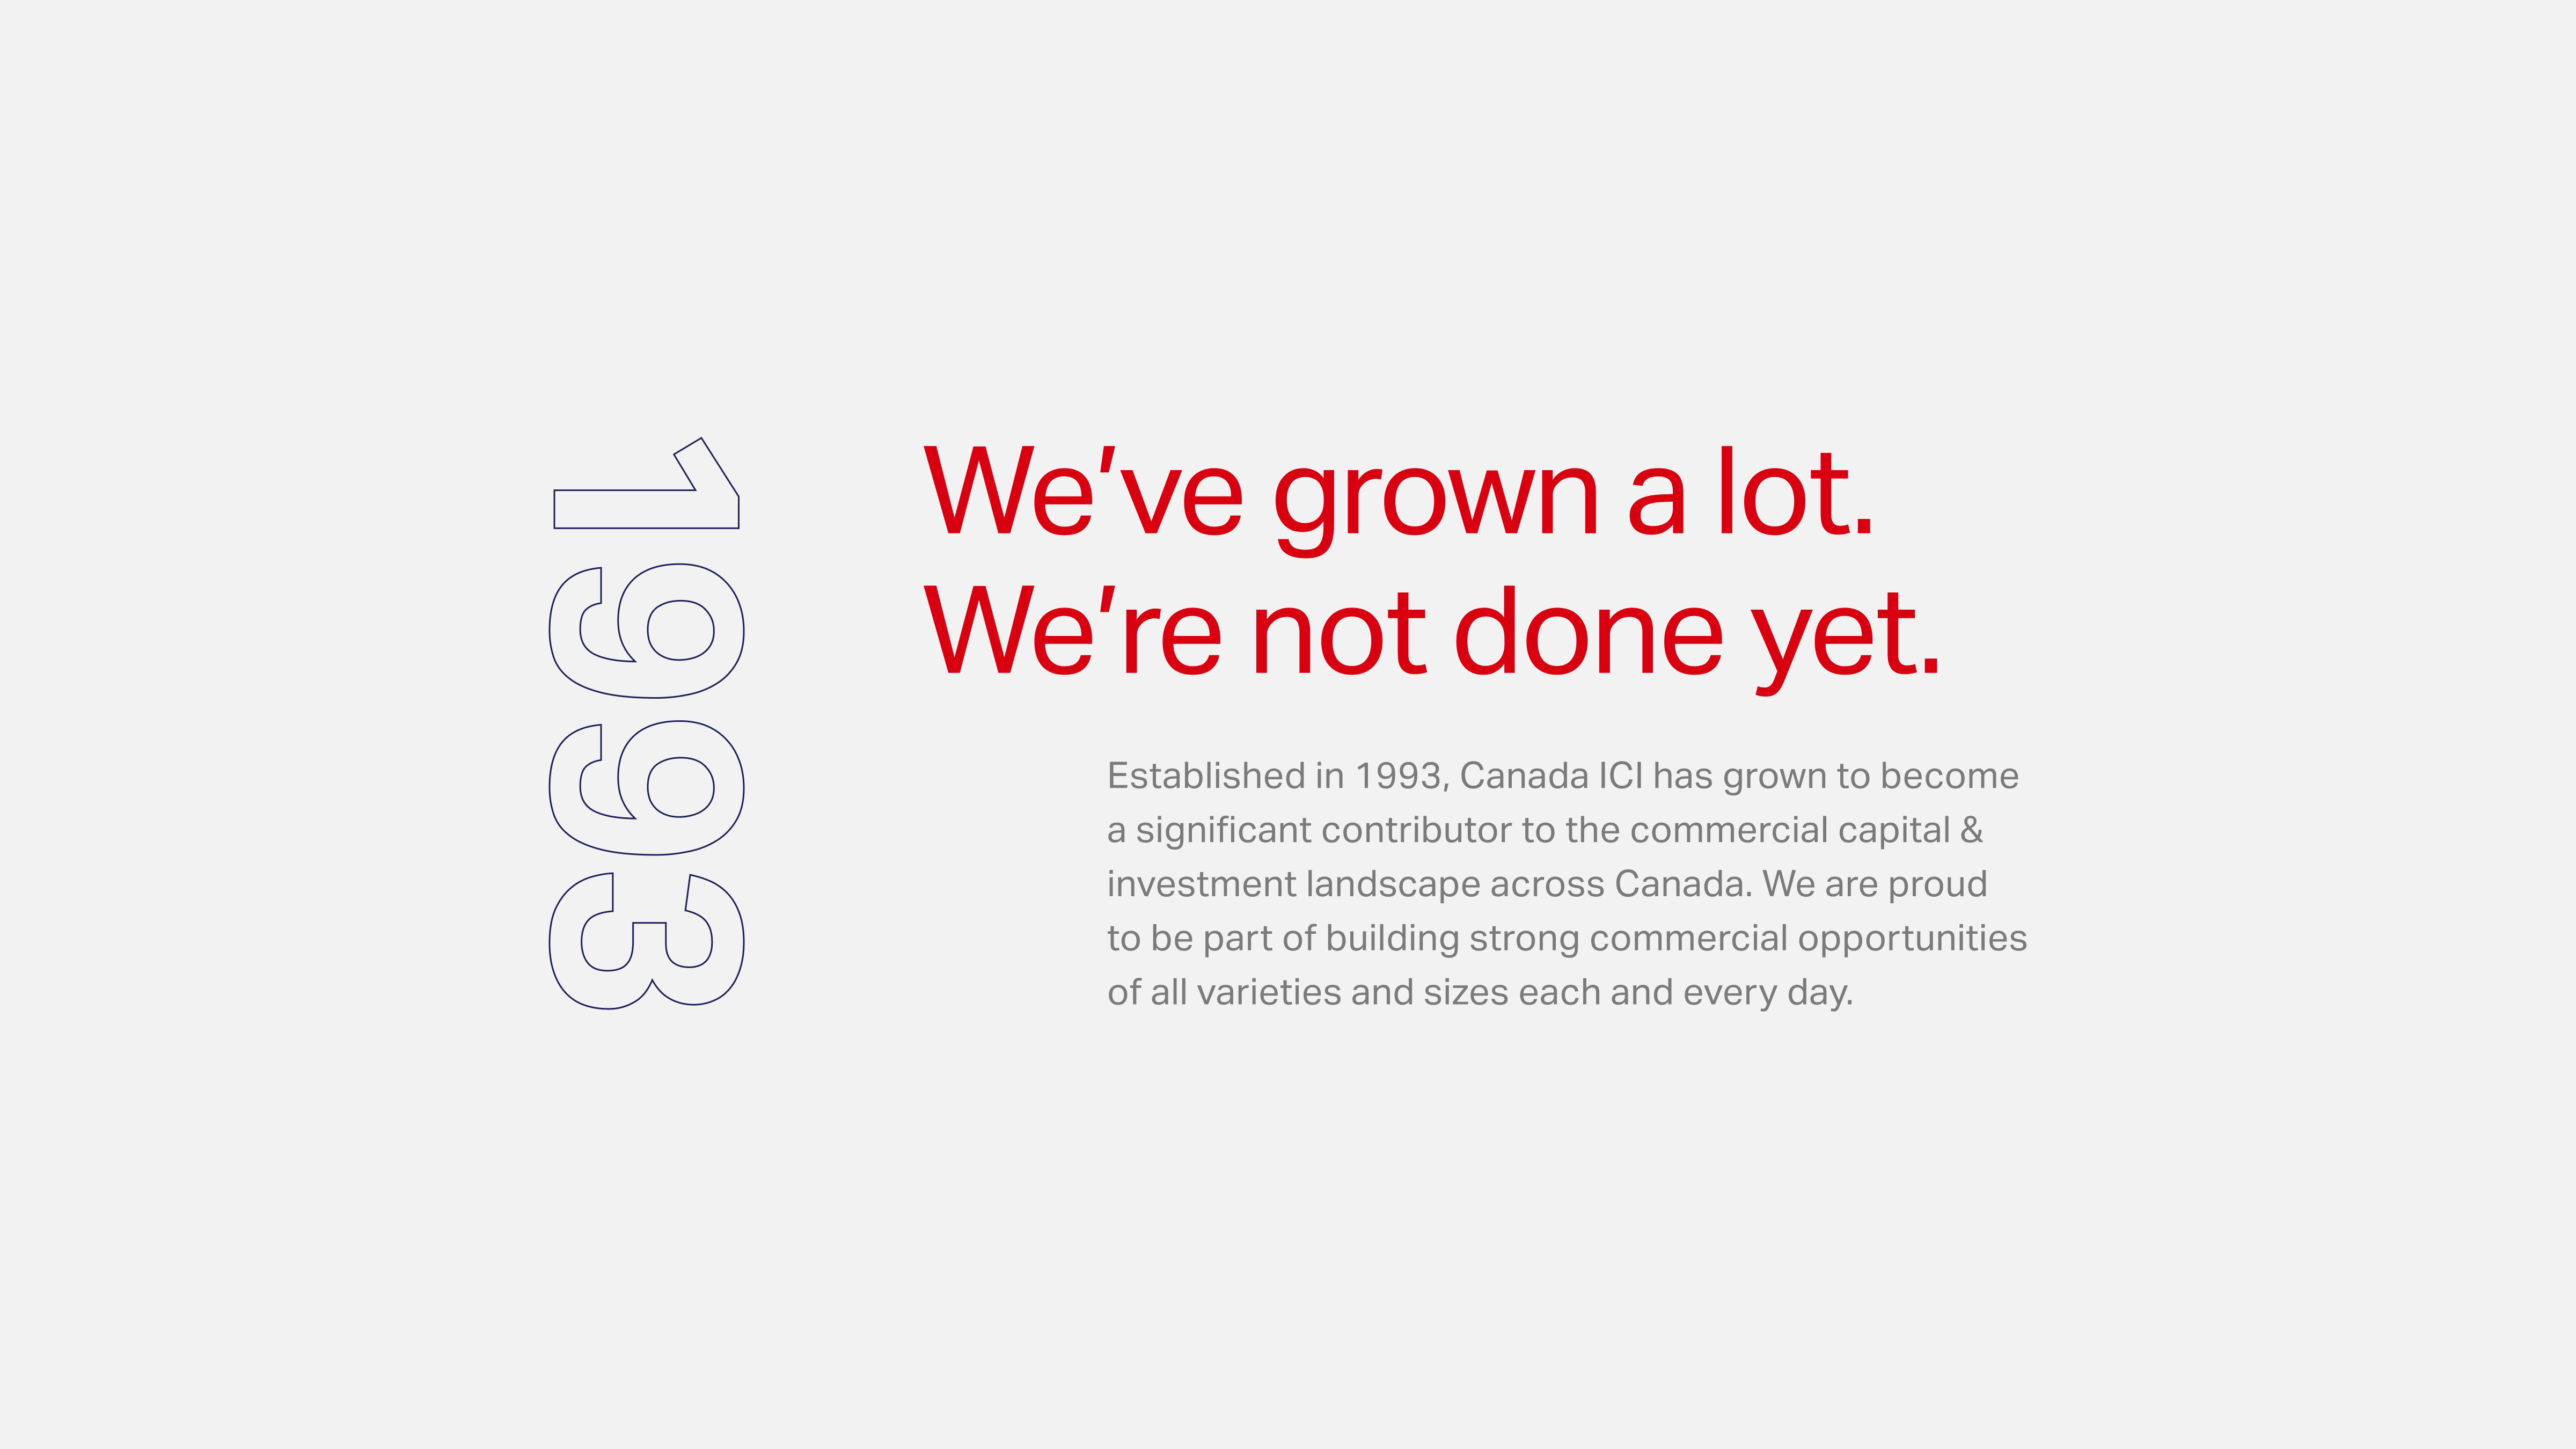 1993
We've grown a lot.
We're not done yet.
Established in 1993, Canada ICI has grown to become
a significant contributor to the commercial capital &
investment landscape across Canada. We are proud
to be part of building strong commercial opportunities
of all varieties and sizes each and every day.